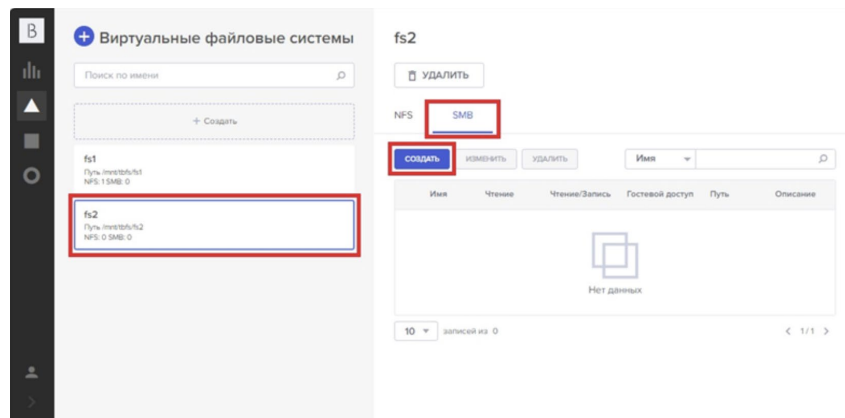 B
Виртуальные файловые системы
Поиск по имени
+ Создать
fs1
Путь /mnt/tbfs/fs1
NFS: 1 SMB: 0
fs2
Путь /mnt/tbfs/fs2
NFS: 0 SMB: 0
fs2
УДАЛИТЬ
NFS SMB
СОЗДАТЬ ИЗМЕНИТЬ УДАЛИТЬ Имя
Имя Чтение Чтение/Запись Гостевой доступ Путь Описание
Нет данных
10 записей из 0 < 1/1 >